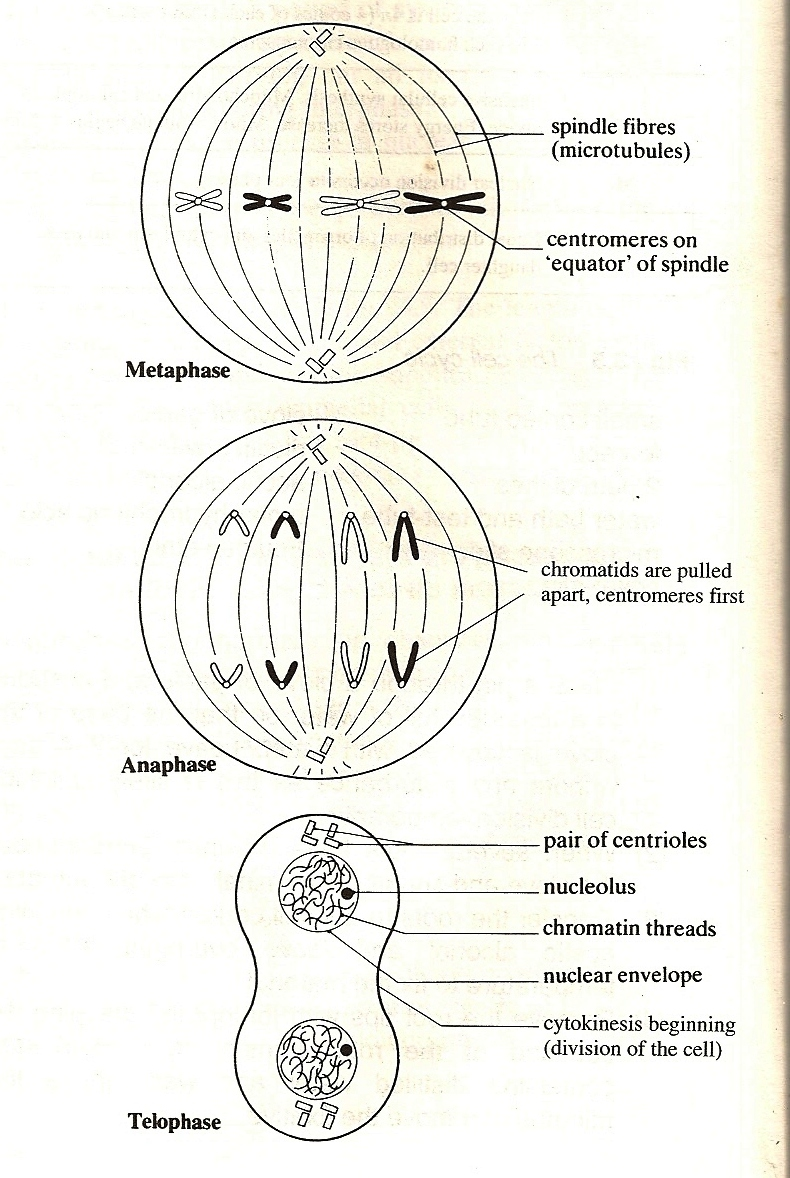 spindle fibres
(microtubules)
centromeres on
‘equator’ of spindle
Metaphase
chromatids are pulled
apart, centromeres first
Anaphase
pair of centrioles
nucleolus
chromatin threads
nuclear envelope
cytokinesis beginning
(division of the cell)
Telophase